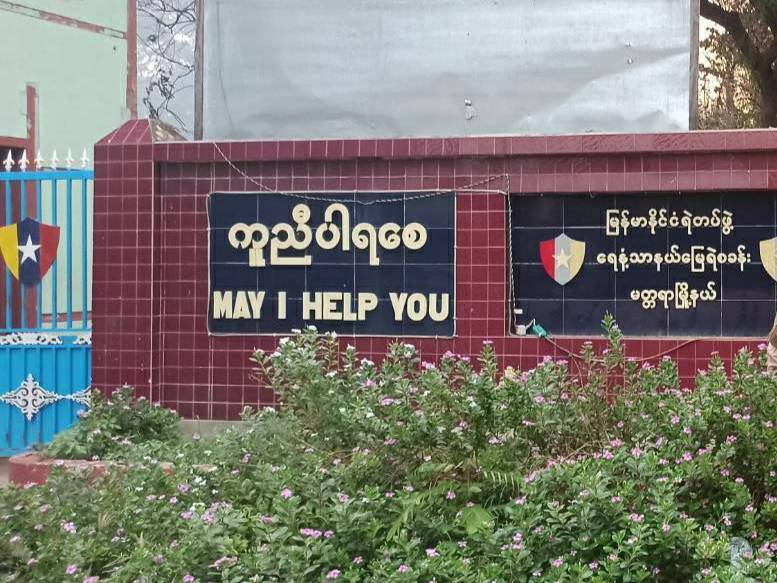 ကူညီပါရစေ
MAY I HELP YOU
မြန်မာနိုင်ငံရဲတပ်ဖွဲ့
ရေနံ့သာနယ်မြေရဲစခန်း
မတ္တရာမြို့နယ်